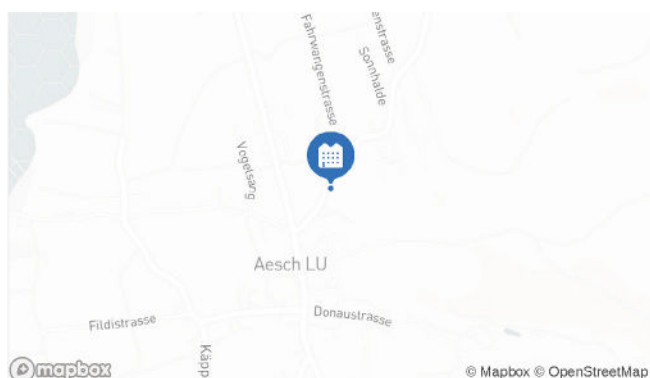 Fahrwangenstrasse
enstrasse
Sonnhalde
Vogelsang
Aesch LU
Donaustrasse
Fildistrasse
Käpp
mapbox
© Mapbox © OpenStreetMap